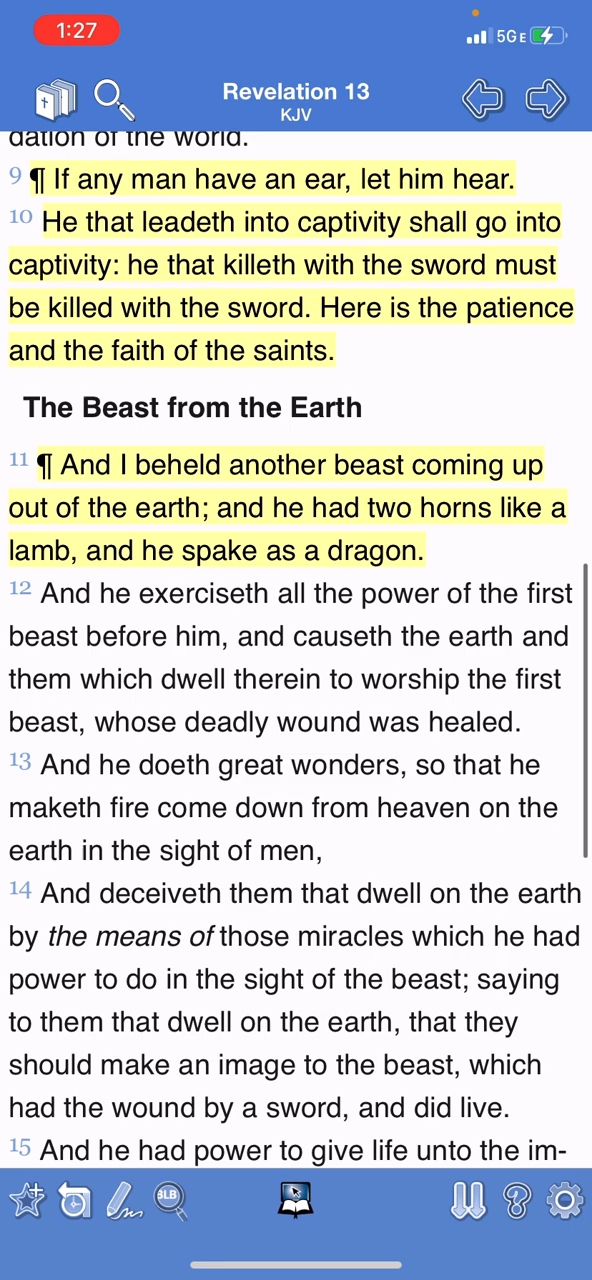 1:27
5GE
Revelation 13
KJV
dation of the world.
9 ¶ If any man have an ear, let him hear.
10 He that leadeth into captivity shall go into
captivity: he that killeth with the sword must
be killed with the sword. Here is the patience
and the faith of the saints.
The Beast from the Earth
11 ¶ And I beheld another beast coming up
out of the earth; and he had two horns like a
lamb, and he spake as a dragon.
12 And he exerciseth all the power of the first
beast before him, and causeth the earth and
them which dwell therein to worship the first
beast, whose deadly wound was healed.
13 And he doeth great wonders, so that he
maketh fire come down from heaven on the
earth in the sight of men,
14 And deceiveth them that dwell on the earth
by the means of those miracles which he had
power to do in the sight of the beast; saying
to them that dwell on the earth, that they
should make an image to the beast, which
had the wound by a sword, and did live.
15 And he had power to give life unto the im-
BLB